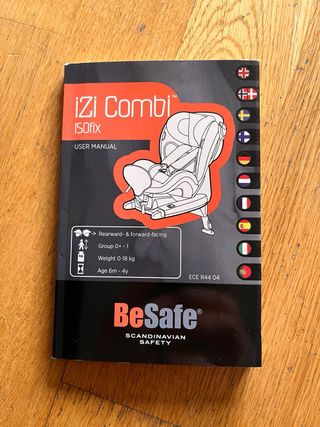 iZi Combi™
ISOfix
USER MANUAL
Rearward- & forward-facing
Group 0+ - 1
Weight 0-18 kg
Age 6m - 4y
ECE R44 04
BeSafe®
SCANDINAVIAN
SAFETY